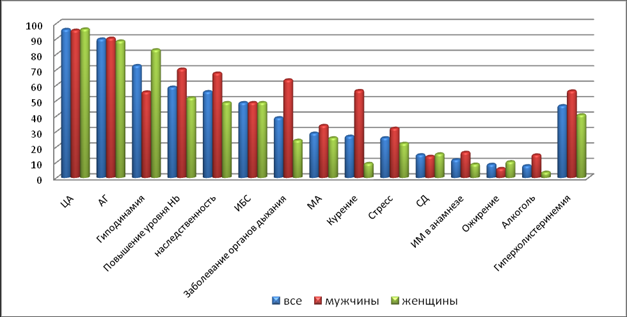 100
90
80
70
60
50
40
30
20
10
0
ЦА
АГ
Гиподинамия
Повышение уровня Hb
наследственность
ИБС
Заболевание органов дыхания
МА
Курение
Стресс
СД
ИМ в анамнезе
Ожирение
Алкоголь
Гиперхолистеринемия
все мужчины женщины